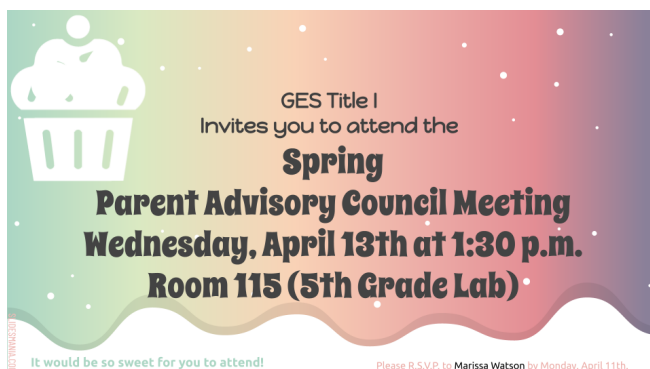 GES Title I
Invites you to attend the
Spring
Parent Advisory Council Meeting
Wednesday, April 13th at 1:30 p.m.
Room 115 (5th Grade Lab)
It would be so sweet for you to attend!
Please R.S.V.P. to Marissa Watson by Monday, April 11th.